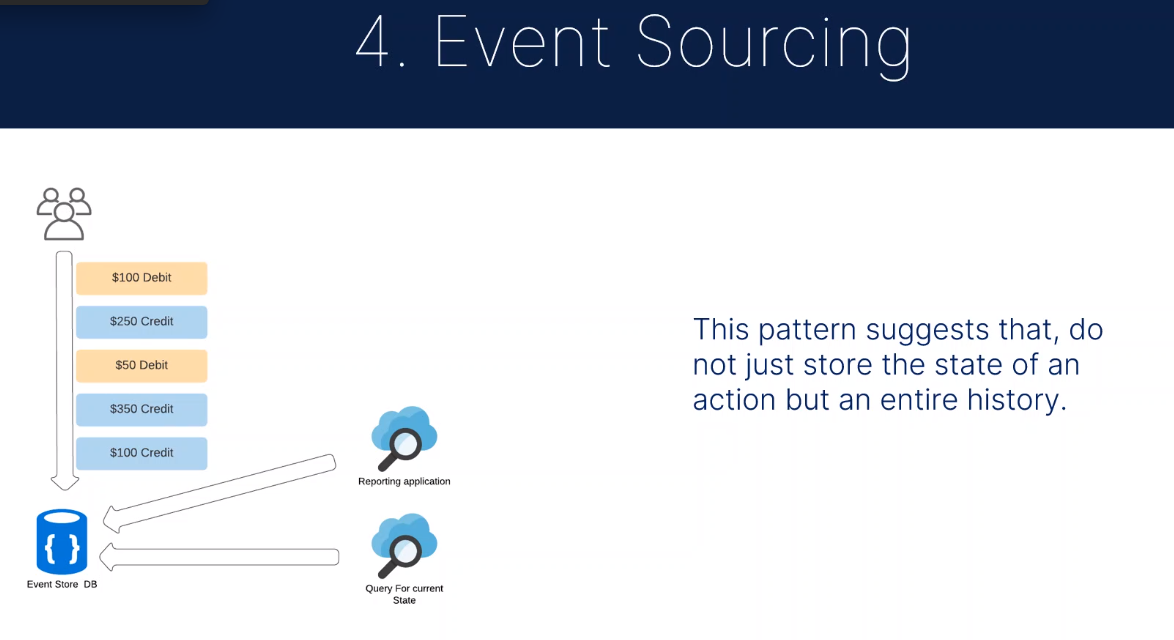 4. Event Sourcing
$100 Debit
$250 Credit
$50 Debit
$350 Credit
$100 Credit
Reporting application
Query For current
State
Event Store DB
This pattern suggests that, do
not just store the state of an
action but an entire history.